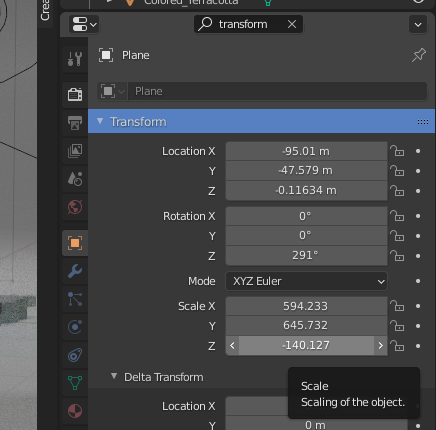 Colored_Terracotta
Crea
transform
Plane
Plane
Transform
Location X -95.01 m
Y -47.579 m
Z -0.11634 m
Rotation X 0°
Y 0°
Z 291°
Mode XYZ Euler
Scale X 594.233
Y 645.732
Z -140.127
Delta Transform
Scale
Scaling of the object.
Location X
Y 0 m